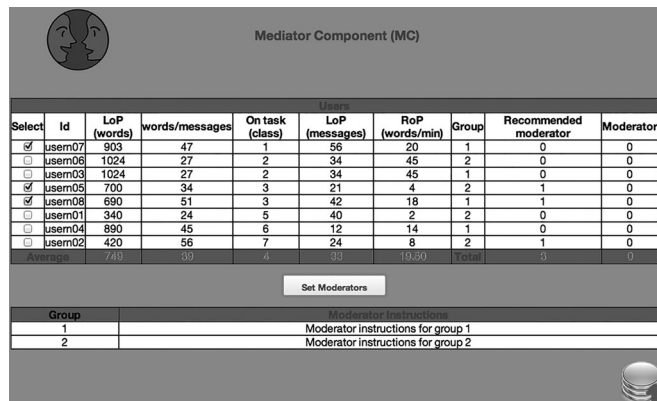 Mediator Component (MC)
Users
Select Id LoP (words) words/messages On task (class) LoP (messages) RoP (words/min) Group Recommended moderator Moderator
usern07 903 47 1 56 20 1 0 0
usern06 1024 27 2 34 45 2 0 0
usern03 1024 27 2 34 45 1 0 0
usern05 700 34 3 21 4 2 1 0
usern08 690 51 3 42 18 1 1 0
usern01 340 24 5 40 2 2 0 0
usern04 890 45 6 12 14 1 0 0
usern02 420 56 7 24 8 2 1 0
Average 749 39 4 33 19.50 Total 3 0
Set Moderators
Group Moderator Instructions
1 Moderator instructions for group 1
2 Moderator instructions for group 2